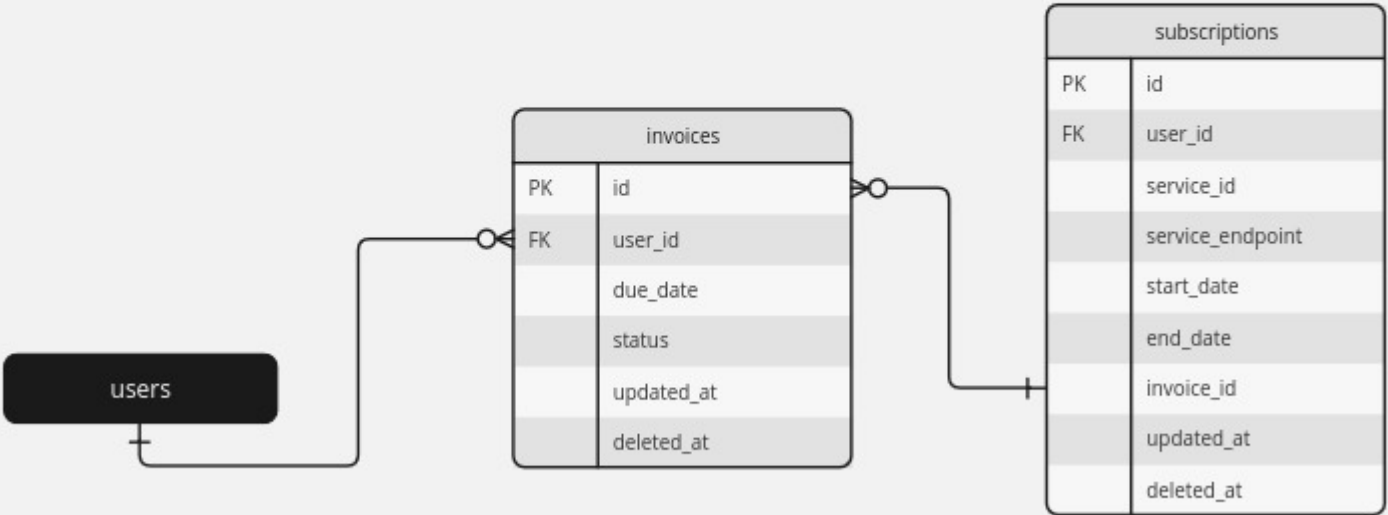 users
invoices
PK id
FK user_id
due_date
status
updated_at
deleted_at
subscriptions
PK id
FK user_id
service_id
service_endpoint
start_date
end_date
invoice_id
updated_at
deleted_at